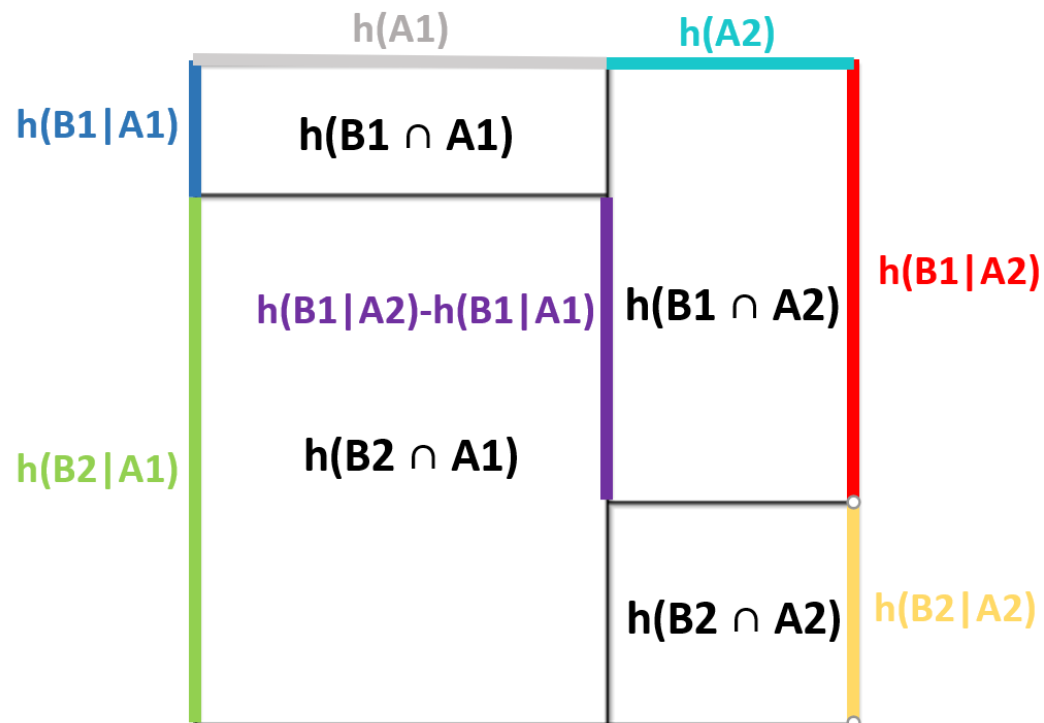 h(A1)
h(A2)
h(B1|A1)
h(B1 ∩ A1)
h(B1|A2)
h(B1|A2)-h(B1|A1)
h(B1 ∩ A2)
h(B2|A1)
h(B2 ∩ A1)
h(B2 ∩ A2)
h(B2|A2)